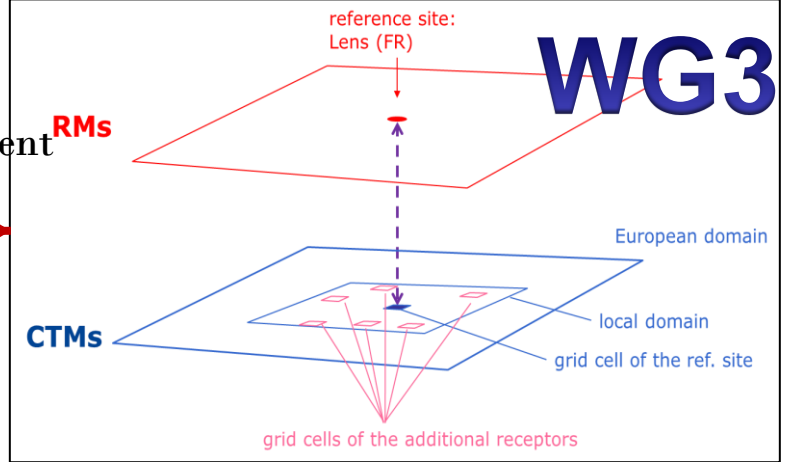 reference site:
Lens (FR)
WG3
RMs
ent
European domain
local domain
CTMs
grid cell of the ref. site
grid cells of the additional receptors